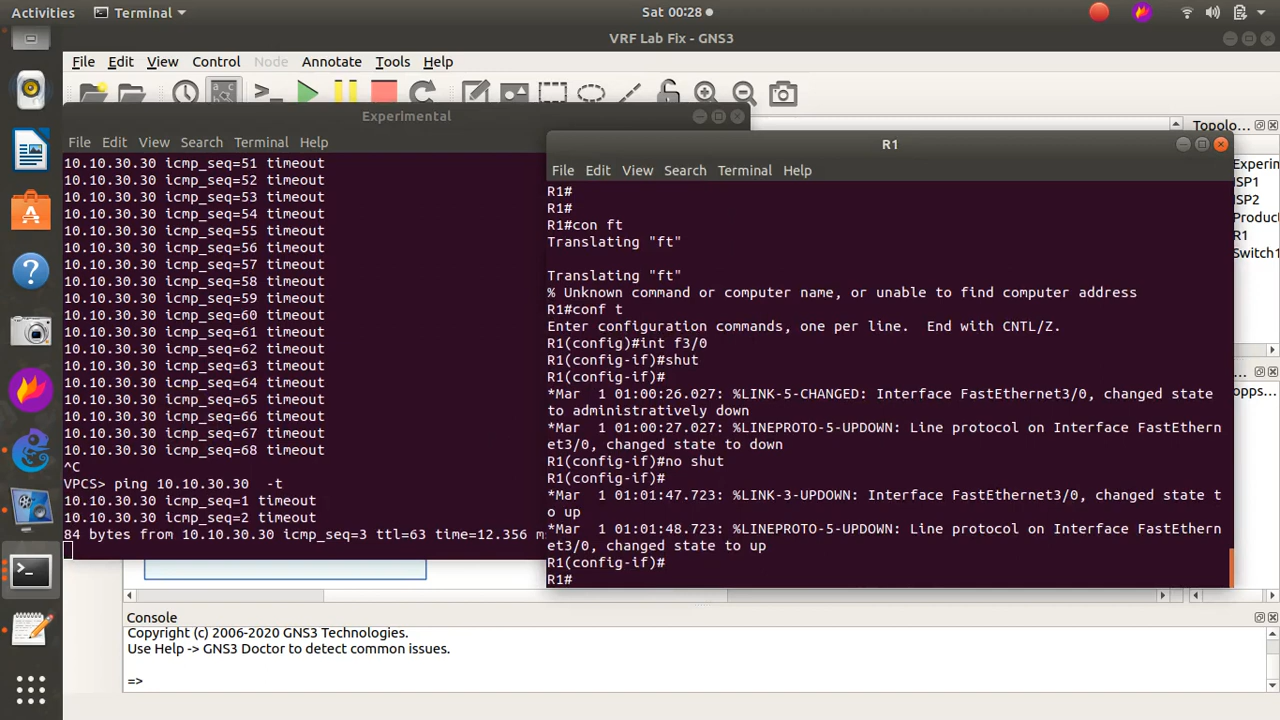 Activities
Terminal
Sat 00:28
VRF Lab Fix - GNS3
File Edit View Control Node Annotate Tools Help
Experimental
File Edit View Search Terminal Help
10.10.30.30 icmp_seq=51 timeout
10.10.30.30 icmp_seq=52 timeout
10.10.30.30 icmp_seq=53 timeout
10.10.30.30 icmp_seq=54 timeout
10.10.30.30 icmp_seq=55 timeout
10.10.30.30 icmp_seq=56 timeout
10.10.30.30 icmp_seq=57 timeout
10.10.30.30 icmp_seq=58 timeout
10.10.30.30 icmp_seq=59 timeout
10.10.30.30 icmp_seq=60 timeout
10.10.30.30 icmp_seq=61 timeout
10.10.30.30 icmp_seq=62 timeout
10.10.30.30 icmp_seq=63 timeout
10.10.30.30 icmp_seq=64 timeout
10.10.30.30 icmp_seq=65 timeout
10.10.30.30 icmp_seq=66 timeout
10.10.30.30 icmp_seq=67 timeout
10.10.30.30 icmp_seq=68 timeout
^C
VPCS> ping 10.10.30.30  -t
10.10.30.30 icmp_seq=1 timeout
10.10.30.30 icmp_seq=2 timeout
84 bytes from 10.10.30.30 icmp_seq=3 ttl=63 time=12.356 m
R1
File Edit View Search Terminal Help
R1#
R1#
R1#con ft
Translating "ft"
Translating "ft"
% Unknown command or computer name, or unable to find computer address
R1#conf t
Enter configuration commands, one per line.  End with CNTL/Z.
R1(config)#int f3/0
R1(config-if)#shut
R1(config-if)#
*Mar  1 01:00:26.027: %LINK-5-CHANGED: Interface FastEthernet3/0, changed state
to administratively down
*Mar  1 01:00:27.027: %LINEPROTO-5-UPDOWN: Line protocol on Interface FastEthern
et3/0, changed state to down
R1(config-if)#no shut
R1(config-if)#
*Mar  1 01:01:47.723: %LINK-3-UPDOWN: Interface FastEthernet3/0, changed state t
o up
*Mar  1 01:01:48.723: %LINEPROTO-5-UPDOWN: Line protocol on Interface FastEthern
et3/0, changed state to up
R1(config-if)#
R1#
Topolo...
Experim
ISP1
ISP2
Product
R1
Switch1
...
opps...
Console
Copyright (c) 2006-2020 GNS3 Technologies.
Use Help -> GNS3 Doctor to detect common issues.
=>